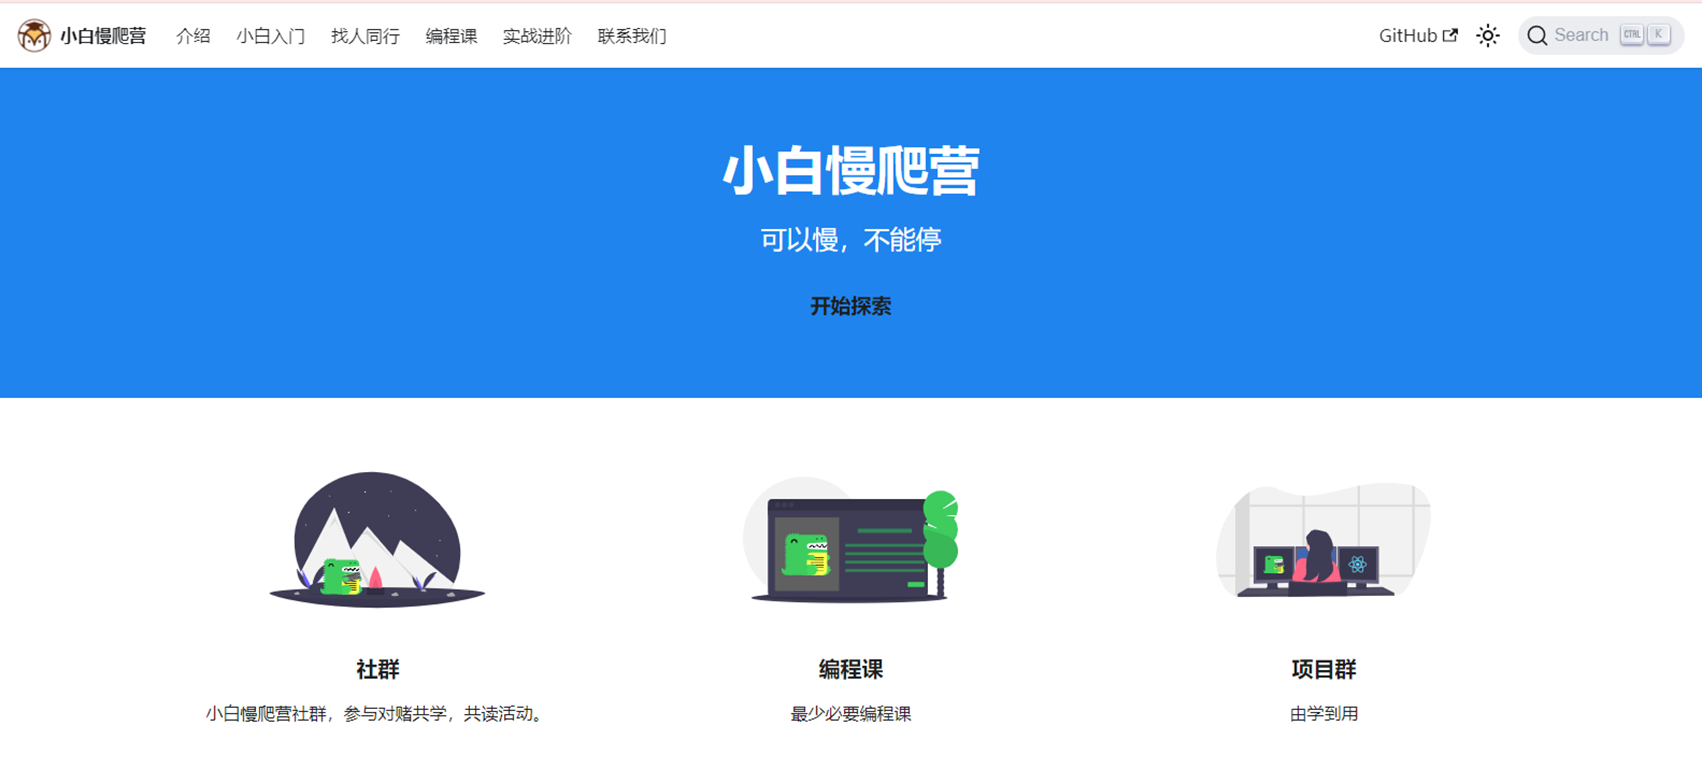 小白慢爬营 介绍 小白入门 找人同行 编程课 实战进阶 联系我们 GitHub Search CTRL K
小白慢爬营
可以慢，不能停
开始探索
社群 编程课 项目群
小白慢爬营社群，参与对赌共学，共读活动。 最少必要编程课 由学到用